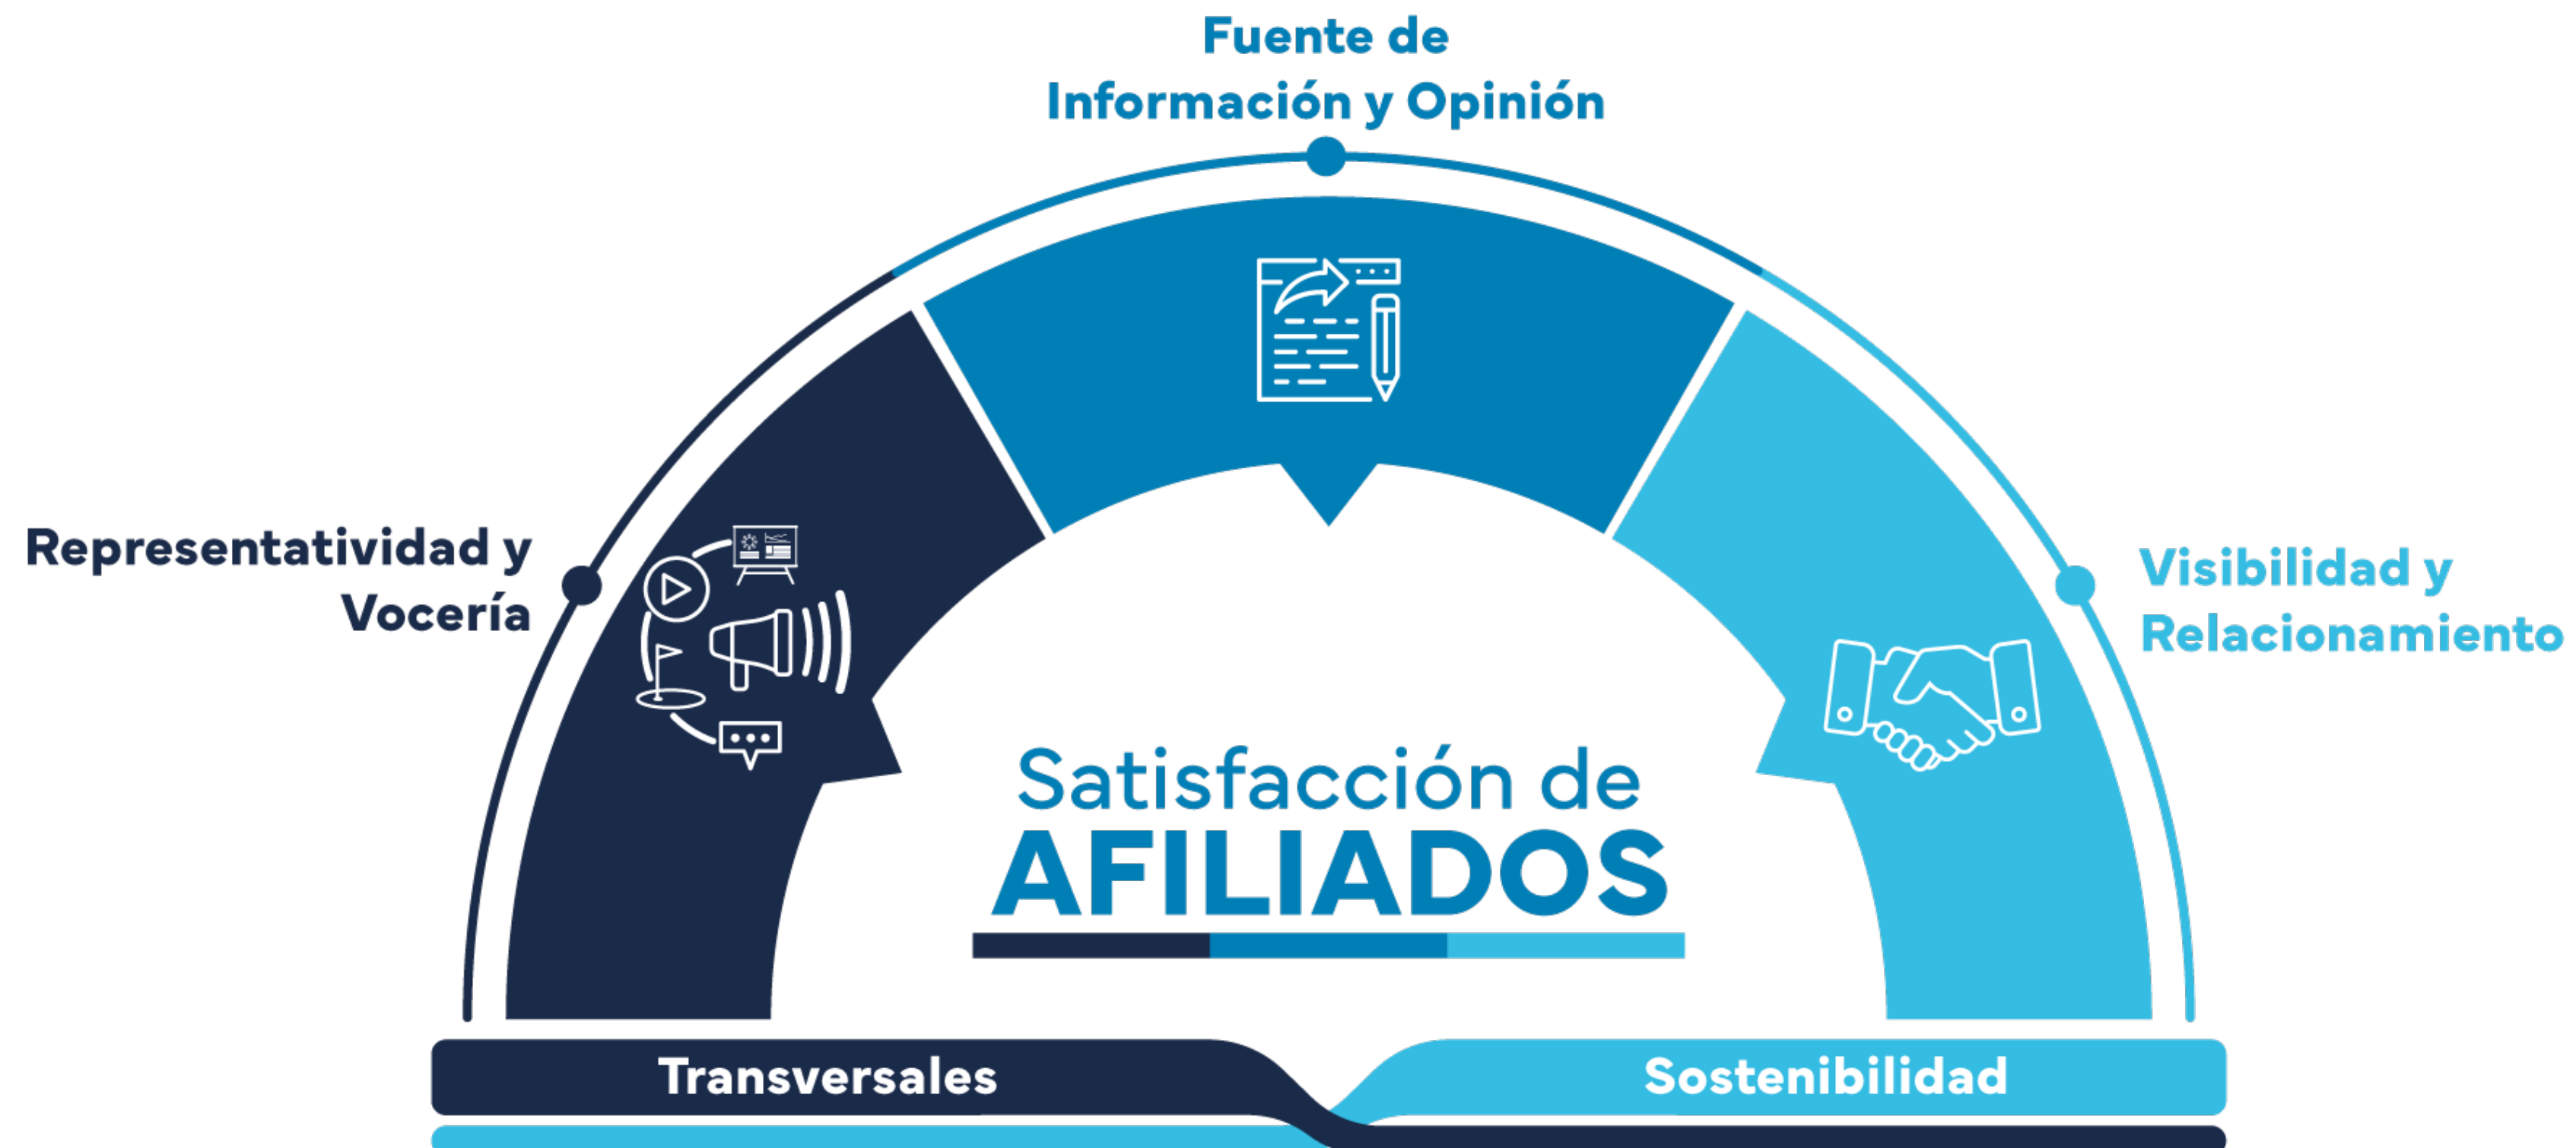 Fuente de
Información y Opinión
Representatividad y
Vocería
Visibilidad y
Relacionamiento
Satisfacción de
AFILIADOS
Transversales
Sostenibilidad